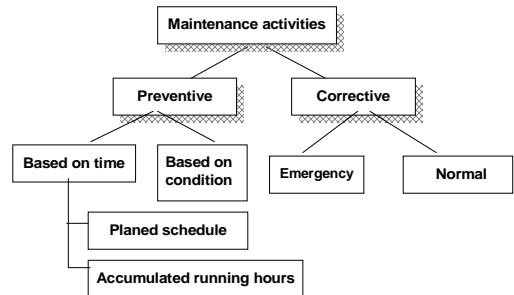 Maintenance activities
Preventive
Corrective
Based on time
Based on
condition
Emergency
Normal
Planed schedule
Accumulated running hours